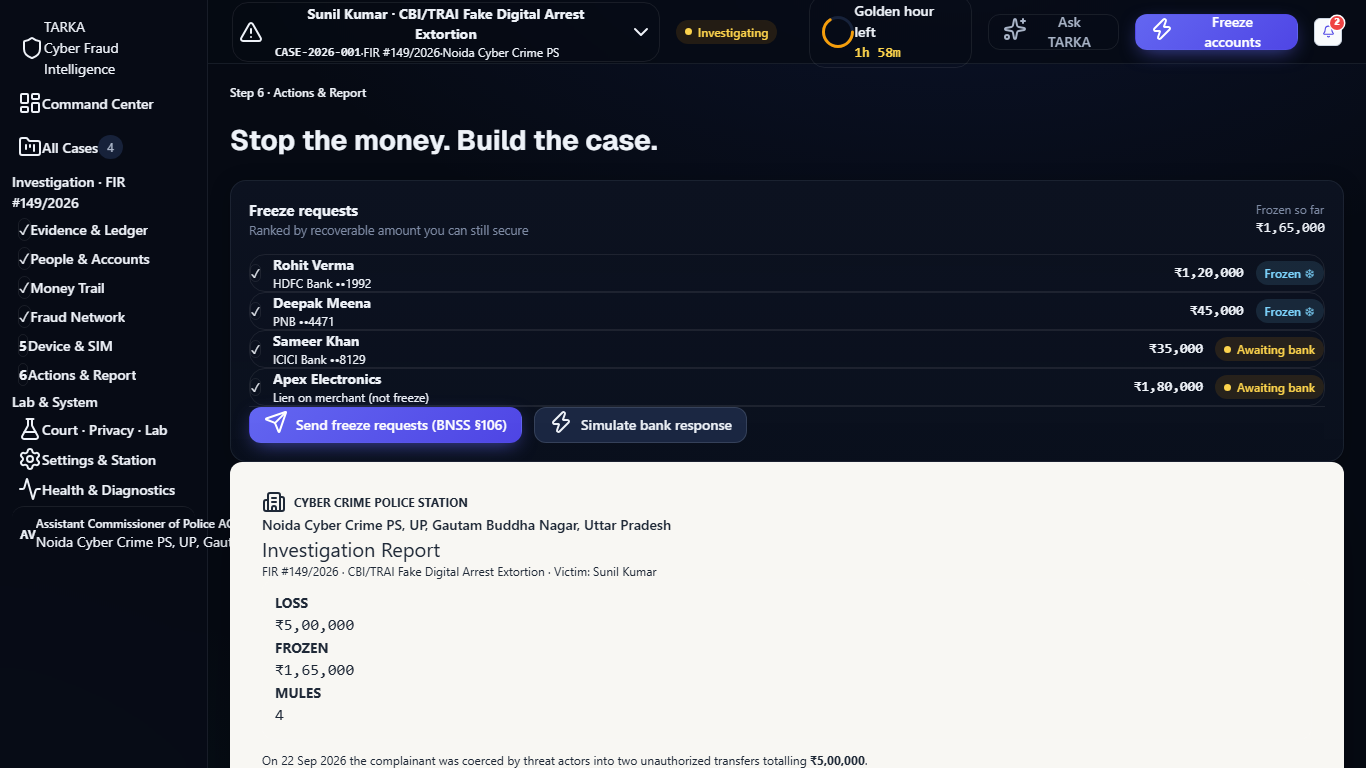 TARKA
Cyber Fraud
Intelligence
Command Center
All Cases 4
Investigation · FIR
#149/2026
✓Evidence & Ledger
✓People & Accounts
✓Money Trail
✓Fraud Network
5Device & SIM
6Actions & Report
Lab & System
Court · Privacy · Lab
Settings & Station
Health & Diagnostics
AV
Assistant Commissioner of Police AC
Noida Cyber Crime PS, UP, Gaut
Sunil Kumar · CBI/TRAI Fake Digital Arrest
Extortion
CASE-2026-001·FIR #149/2026·Noida Cyber Crime PS
Investigating
Golden hour
left
1h 58m
Ask
TARKA
Freeze
accounts
2
Step 6 · Actions & Report
Stop the money. Build the case.
Freeze requests
Ranked by recoverable amount you can still secure
Frozen so far
₹1,65,000
✓ Rohit Verma
HDFC Bank ••1992
₹1,20,000 Frozen ❄
✓ Deepak Meena
PNB ••4471
₹45,000 Frozen ❄
✓ Sameer Khan
ICICI Bank ••8129
₹35,000 Awaiting bank
✓ Apex Electronics
Lien on merchant (not freeze)
₹1,80,000 Awaiting bank
Send freeze requests (BNSS §106)
Simulate bank response
CYBER CRIME POLICE STATION
Noida Cyber Crime PS, UP, Gautam Buddha Nagar, Uttar Pradesh
Investigation Report
FIR #149/2026 · CBI/TRAI Fake Digital Arrest Extortion · Victim: Sunil Kumar
LOSS
₹5,00,000
FROZEN
₹1,65,000
MULES
4
On 22 Sep 2026 the complainant was coerced by threat actors into two unauthorized transfers totalling ₹5,00,000.